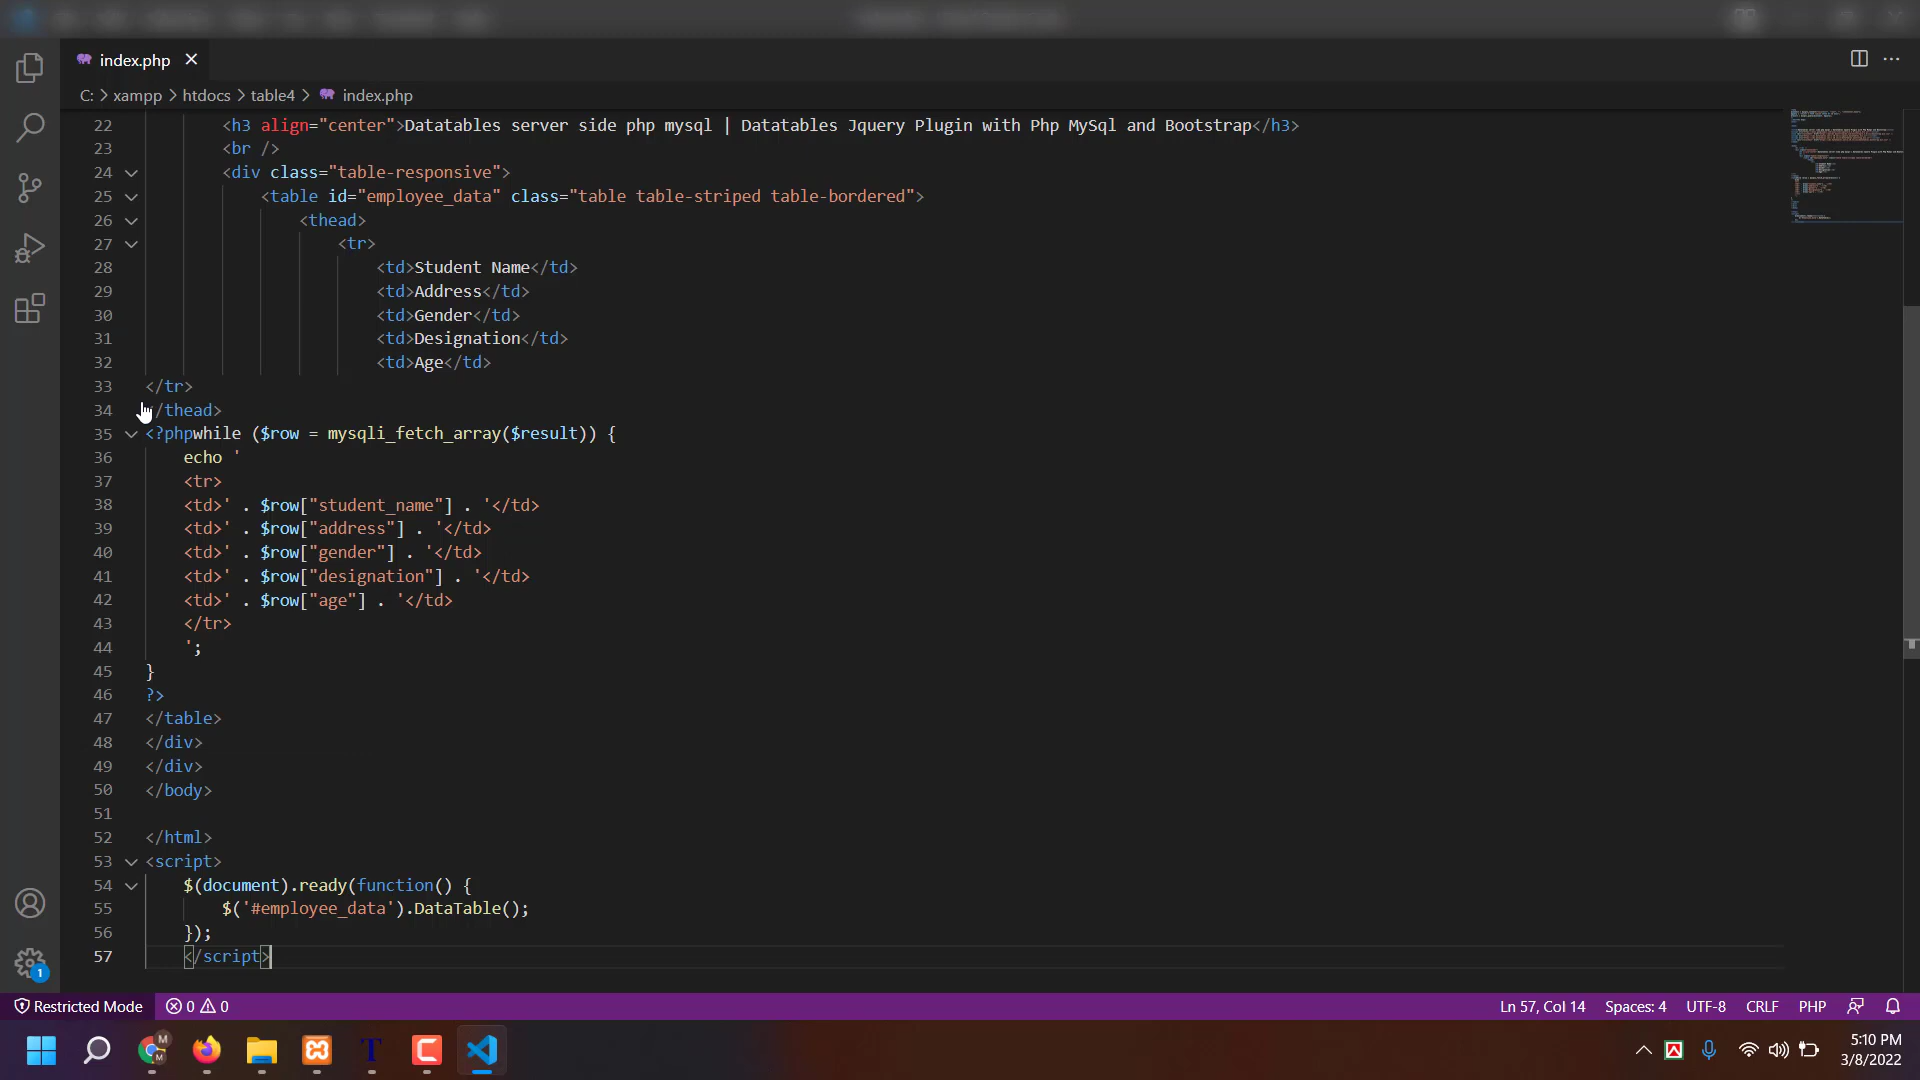 index.php
C: > xampp > htdocs > table4 > index.php
22 <h3 align="center">Datatables server side php mysql | Datatables Jquery Plugin with Php MySql and Bootstrap</h3>
23 <br />
24 <div class="table-responsive">
25 <table id="employee_data" class="table table-striped table-bordered">
26 <thead>
27 <tr>
28 <td>Student Name</td>
29 <td>Address</td>
30 <td>Gender</td>
31 <td>Designation</td>
32 <td>Age</td>
33 </tr>
34 </thead>
35 <?phpwhile ($row = mysqli_fetch_array($result)) {
36 echo '
37 <tr>
38 <td>' . $row["student_name"] . '</td>
39 <td>' . $row["address"] . '</td>
40 <td>' . $row["gender"] . '</td>
41 <td>' . $row["designation"] . '</td>
42 <td>' . $row["age"] . '</td>
43 </tr>
44 ';
45 }
46 ?>
47 </table>
48 </div>
49 </div>
50 </body>
51
52 </html>
53 <script>
54 $(document).ready(function() {
55 $('#employee_data').DataTable();
56 });
57 </script>
1
Restricted Mode 0 0 Ln 57, Col 14 Spaces: 4 UTF-8 CRLF PHP
5:10 PM
3/8/2022